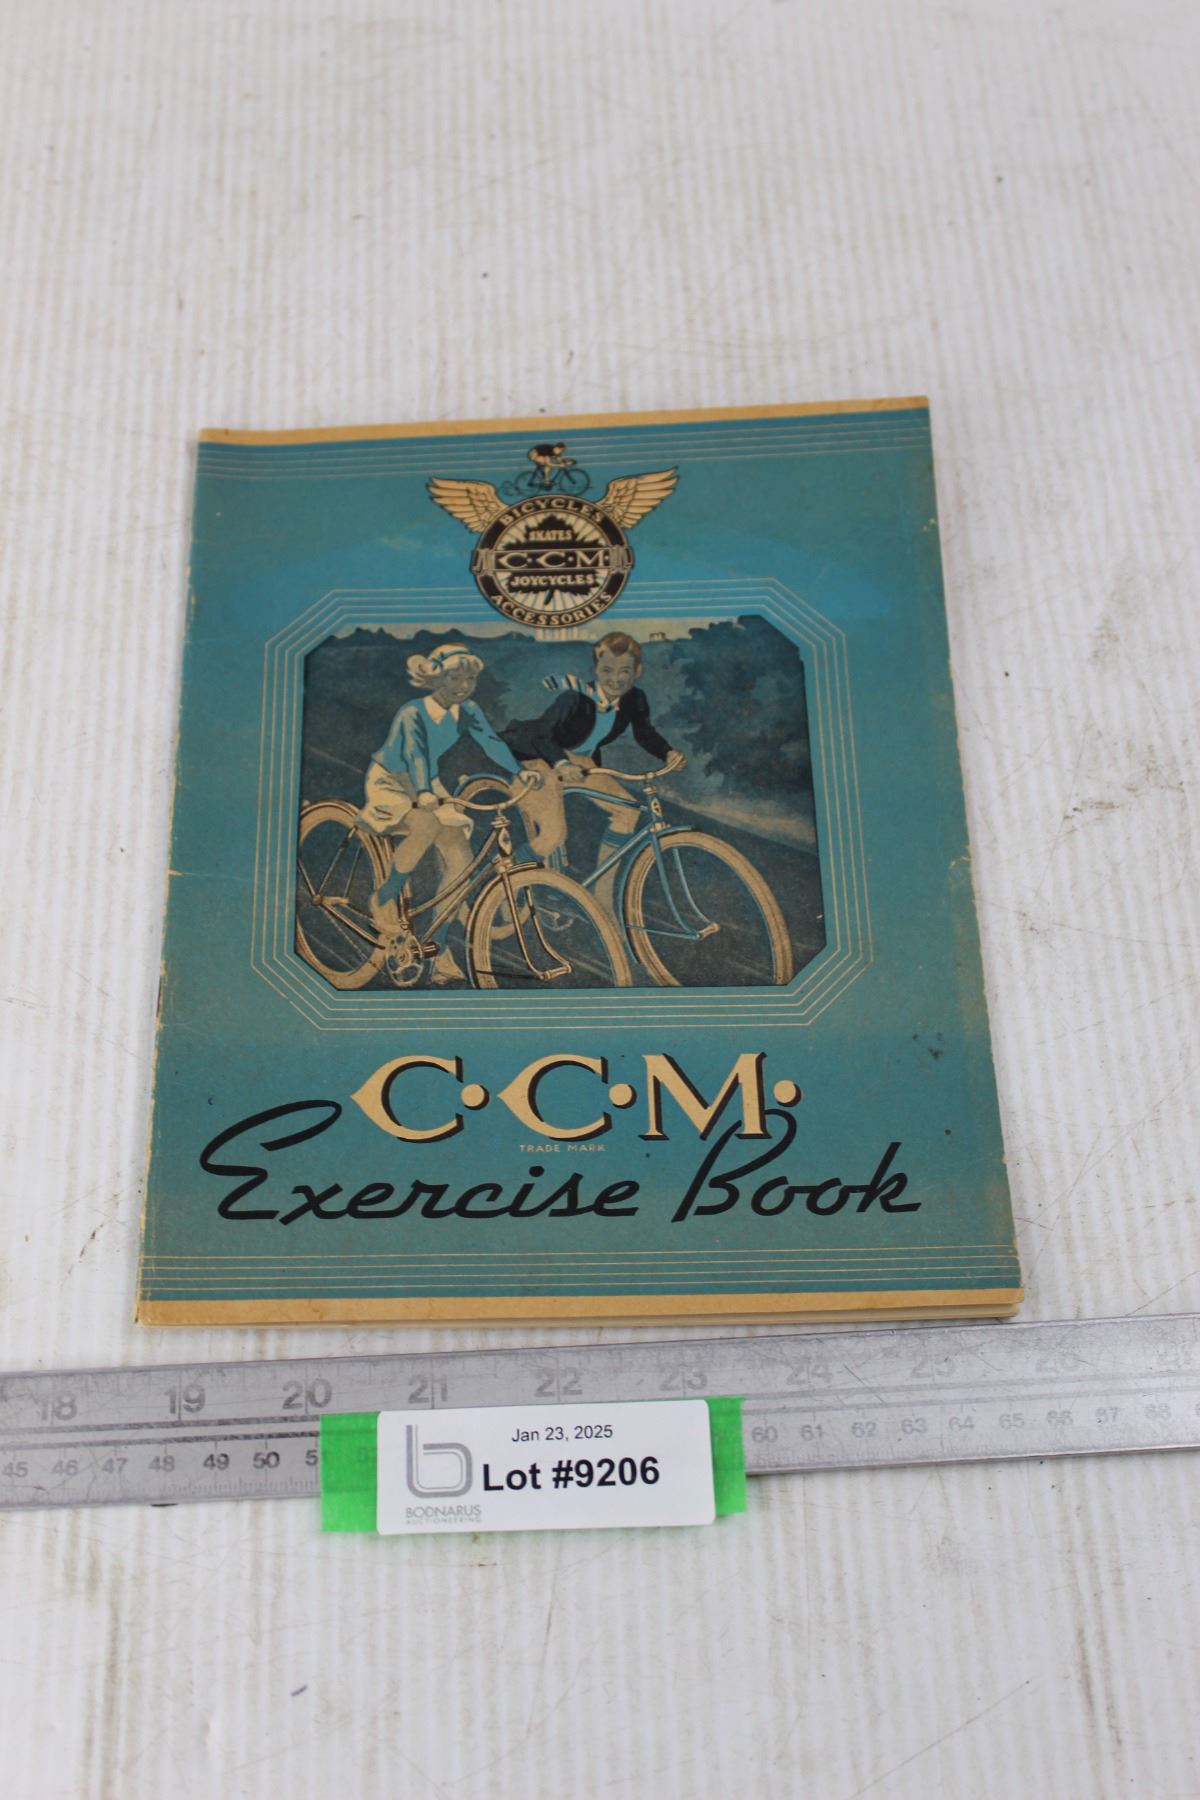 BICYCLES
SKATES
C·C·M·
JOYCYCLES
ACCESSORIES
C·C·M·
TRADE MARK
Exercise Book
18 19 20 21 22 23 24 25 26
45 46 47 48 49 50 60 61 62 63 64 65 66 67 68
Jan 23, 2025
Lot #9206
BODNARUS
AUCTIONEERING